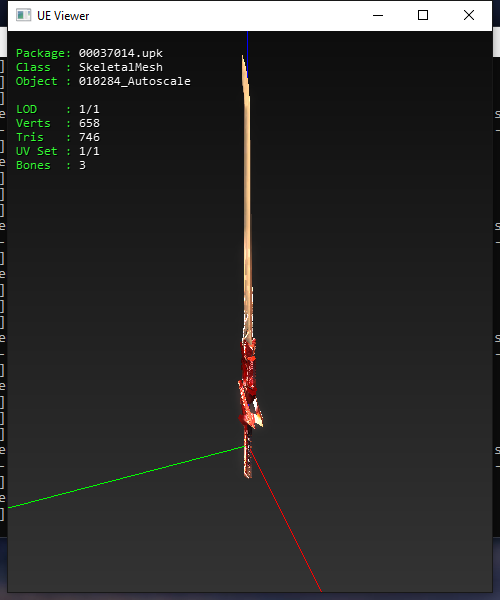 UE Viewer
Package: 00037014.upk
Class  : SkeletalMesh
Object : 010284_Autoscale
LOD    : 1/1
Verts  : 658
Tris   : 746
UV Set : 1/1
Bones  : 3